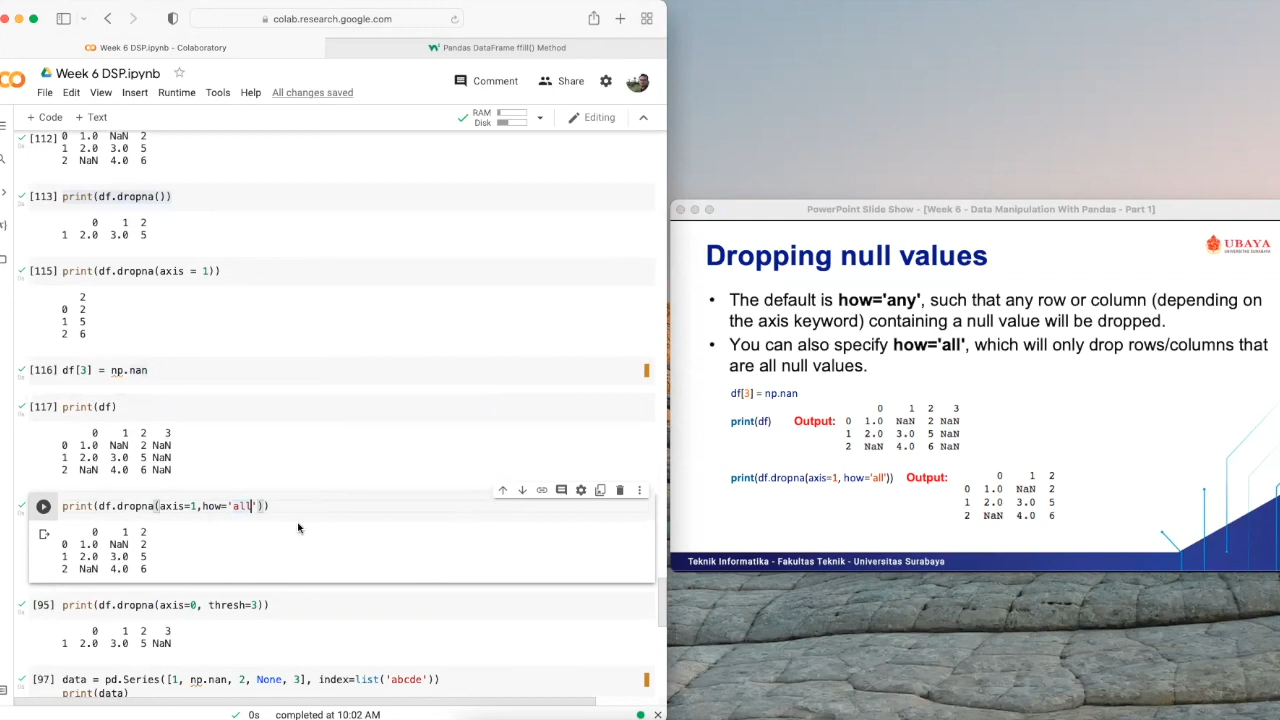 colab.research.google.com
Week 6 DSP.ipynb - Colaboratory
Pandas DataFrame ffill() Method
Week 6 DSP.ipynb
Comment Share
File Edit View Insert Runtime Tools Help All changes saved
+ Code + Text
RAM
Disk
Editing
[112]
0 1.0 NaN 2
1 2.0 3.0 5
2 NaN 4.0 6
[113] print(df.dropna())
0 1 2
1 2.0 3.0 5
[115] print(df.dropna(axis = 1))
2
0 2
1 5
2 6
[116] df[3] = np.nan
[117] print(df)
0 1 2 3
0 1.0 NaN 2 NaN
1 2.0 3.0 5 NaN
2 NaN 4.0 6 NaN
print(df.dropna(axis=1,how='all'))
0 1 2
0 1.0 NaN 2
1 2.0 3.0 5
2 NaN 4.0 6
[95] print(df.dropna(axis=0, thresh=3))
0 1 2 3
1 2.0 3.0 5 NaN
[97] data = pd.Series([1, np.nan, 2, None, 3], index=list('abcde'))
print(data)
0s completed at 10:02 AM
PowerPoint Slide Show - [Week 6 - Data Manipulation With Pandas - Part 1]
UBAYA
UNIVERSITAS SURABAYA
Dropping null values
• The default is how='any', such that any row or column (depending on
the axis keyword) containing a null value will be dropped.
• You can also specify how='all', which will only drop rows/columns that
are all null values.
df[3] = np.nan
print(df) Output:
0 1 2 3
0 1.0 NaN 2 NaN
1 2.0 3.0 5 NaN
2 NaN 4.0 6 NaN
print(df.dropna(axis=1, how='all')) Output:
0 1 2
0 1.0 NaN 2
1 2.0 3.0 5
2 NaN 4.0 6
Teknik Informatika - Fakultas Teknik - Universitas Surabaya